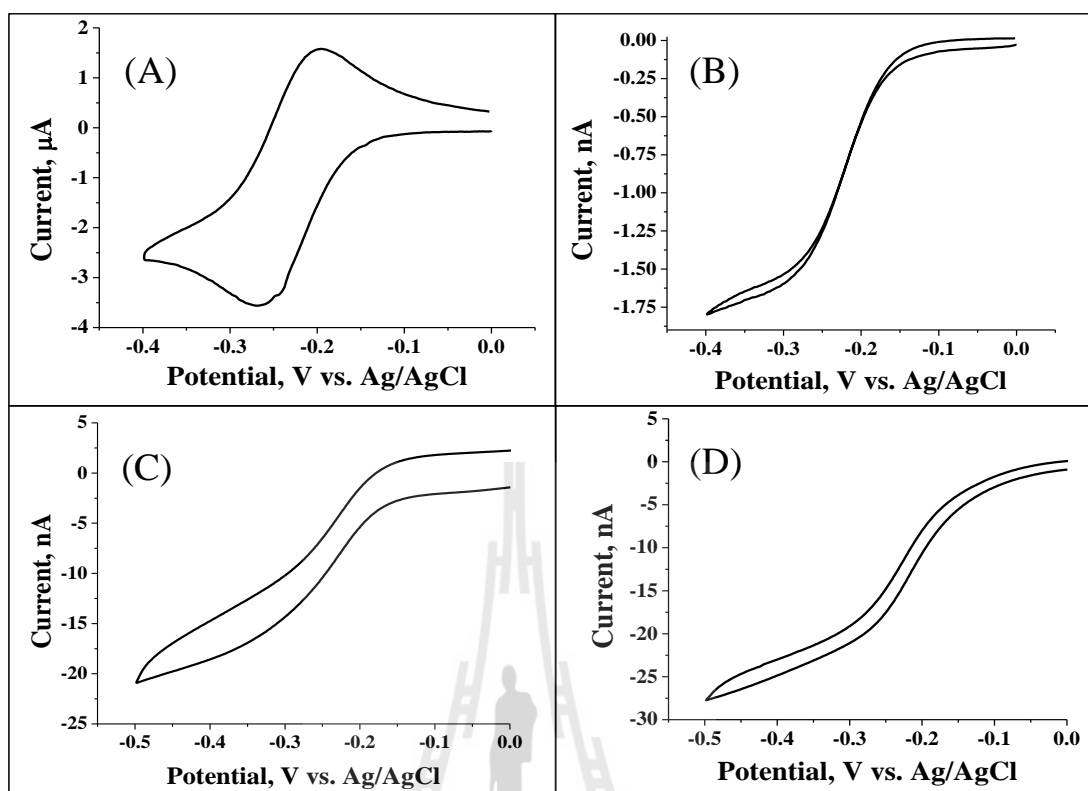 (A)
2
1
0
-1
-2
-3
-4
Current, µA
-0.4 -0.3 -0.2 -0.1 0.0
Potential, V vs. Ag/AgCl
(B)
0.00
-0.25
-0.50
-0.75
-1.00
-1.25
-1.50
-1.75
Current, nA
-0.4 -0.3 -0.2 -0.1 0.0
Potential, V vs. Ag/AgCl
(C)
5
0
-5
-10
-15
-20
-25
Current, nA
-0.5 -0.4 -0.3 -0.2 -0.1 0.0
Potential, V vs. Ag/AgCl
(D)
5
0
-5
-10
-15
-20
-25
-30
Current, nA
-0.5 -0.4 -0.3 -0.2 -0.1 0.0
Potential, V vs. Ag/AgCl